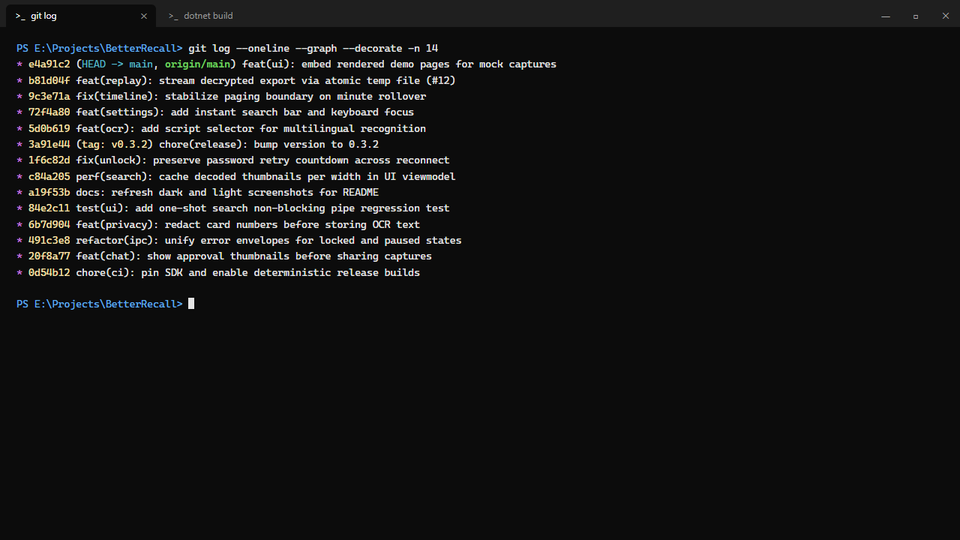 >_ git log
>_ dotnet build
PS E:\Projects\BetterRecall> git log --oneline --graph --decorate -n 14
* e4a91c2 (HEAD -> main, origin/main) feat(ui): embed rendered demo pages for mock captures
* b81d04f feat(replay): stream decrypted export via atomic temp file (#12)
* 9c3e71a fix(timeline): stabilize paging boundary on minute rollover
* 72f4a80 feat(settings): add instant search bar and keyboard focus
* 5d0b619 feat(ocr): add script selector for multilingual recognition
* 3a91e44 (tag: v0.3.2) chore(release): bump version to 0.3.2
* 1f6c82d fix(unlock): preserve password retry countdown across reconnect
* c84a205 perf(search): cache decoded thumbnails per width in UI viewmodel
* a19f53b docs: refresh dark and light screenshots for README
* 84e2c11 test(ui): add one-shot search non-blocking pipe regression test
* 6b7d904 feat(privacy): redact card numbers before storing OCR text
* 491c3e8 refactor(ipc): unify error envelopes for locked and paused states
* 20f8a77 feat(chat): show approval thumbnails before sharing captures
* 0d54b12 chore(ci): pin SDK and enable deterministic release builds
PS E:\Projects\BetterRecall>